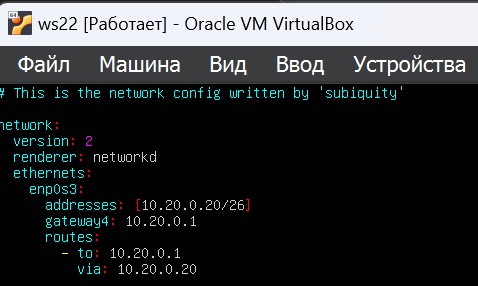 64
ws22 [Работает] - Oracle VM VirtualBox
Файл Машина Вид Ввод Устройства
# This is the network config written by 'subiquity'
network:
  version: 2
  renderer: networkd
  ethernets:
    enp0s3:
      addresses: [10.20.0.20/26]
      gateway4: 10.20.0.1
      routes:
        - to: 10.20.0.1
          via: 10.20.0.20